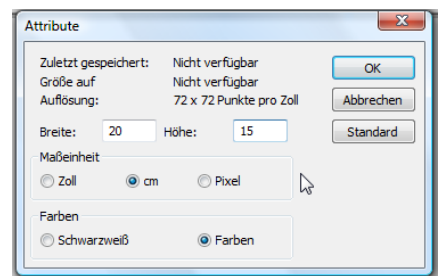 Attribute
Zuletzt gespeichert: Nicht verfügbar
Größe auf Nicht verfügbar
Auflösung: 72 x 72 Punkte pro Zoll
Breite: 20 Höhe: 15
Maßeinheit
Zoll cm Pixel
Farben
Schwarzweiß Farben
OK
Abbrechen
Standard